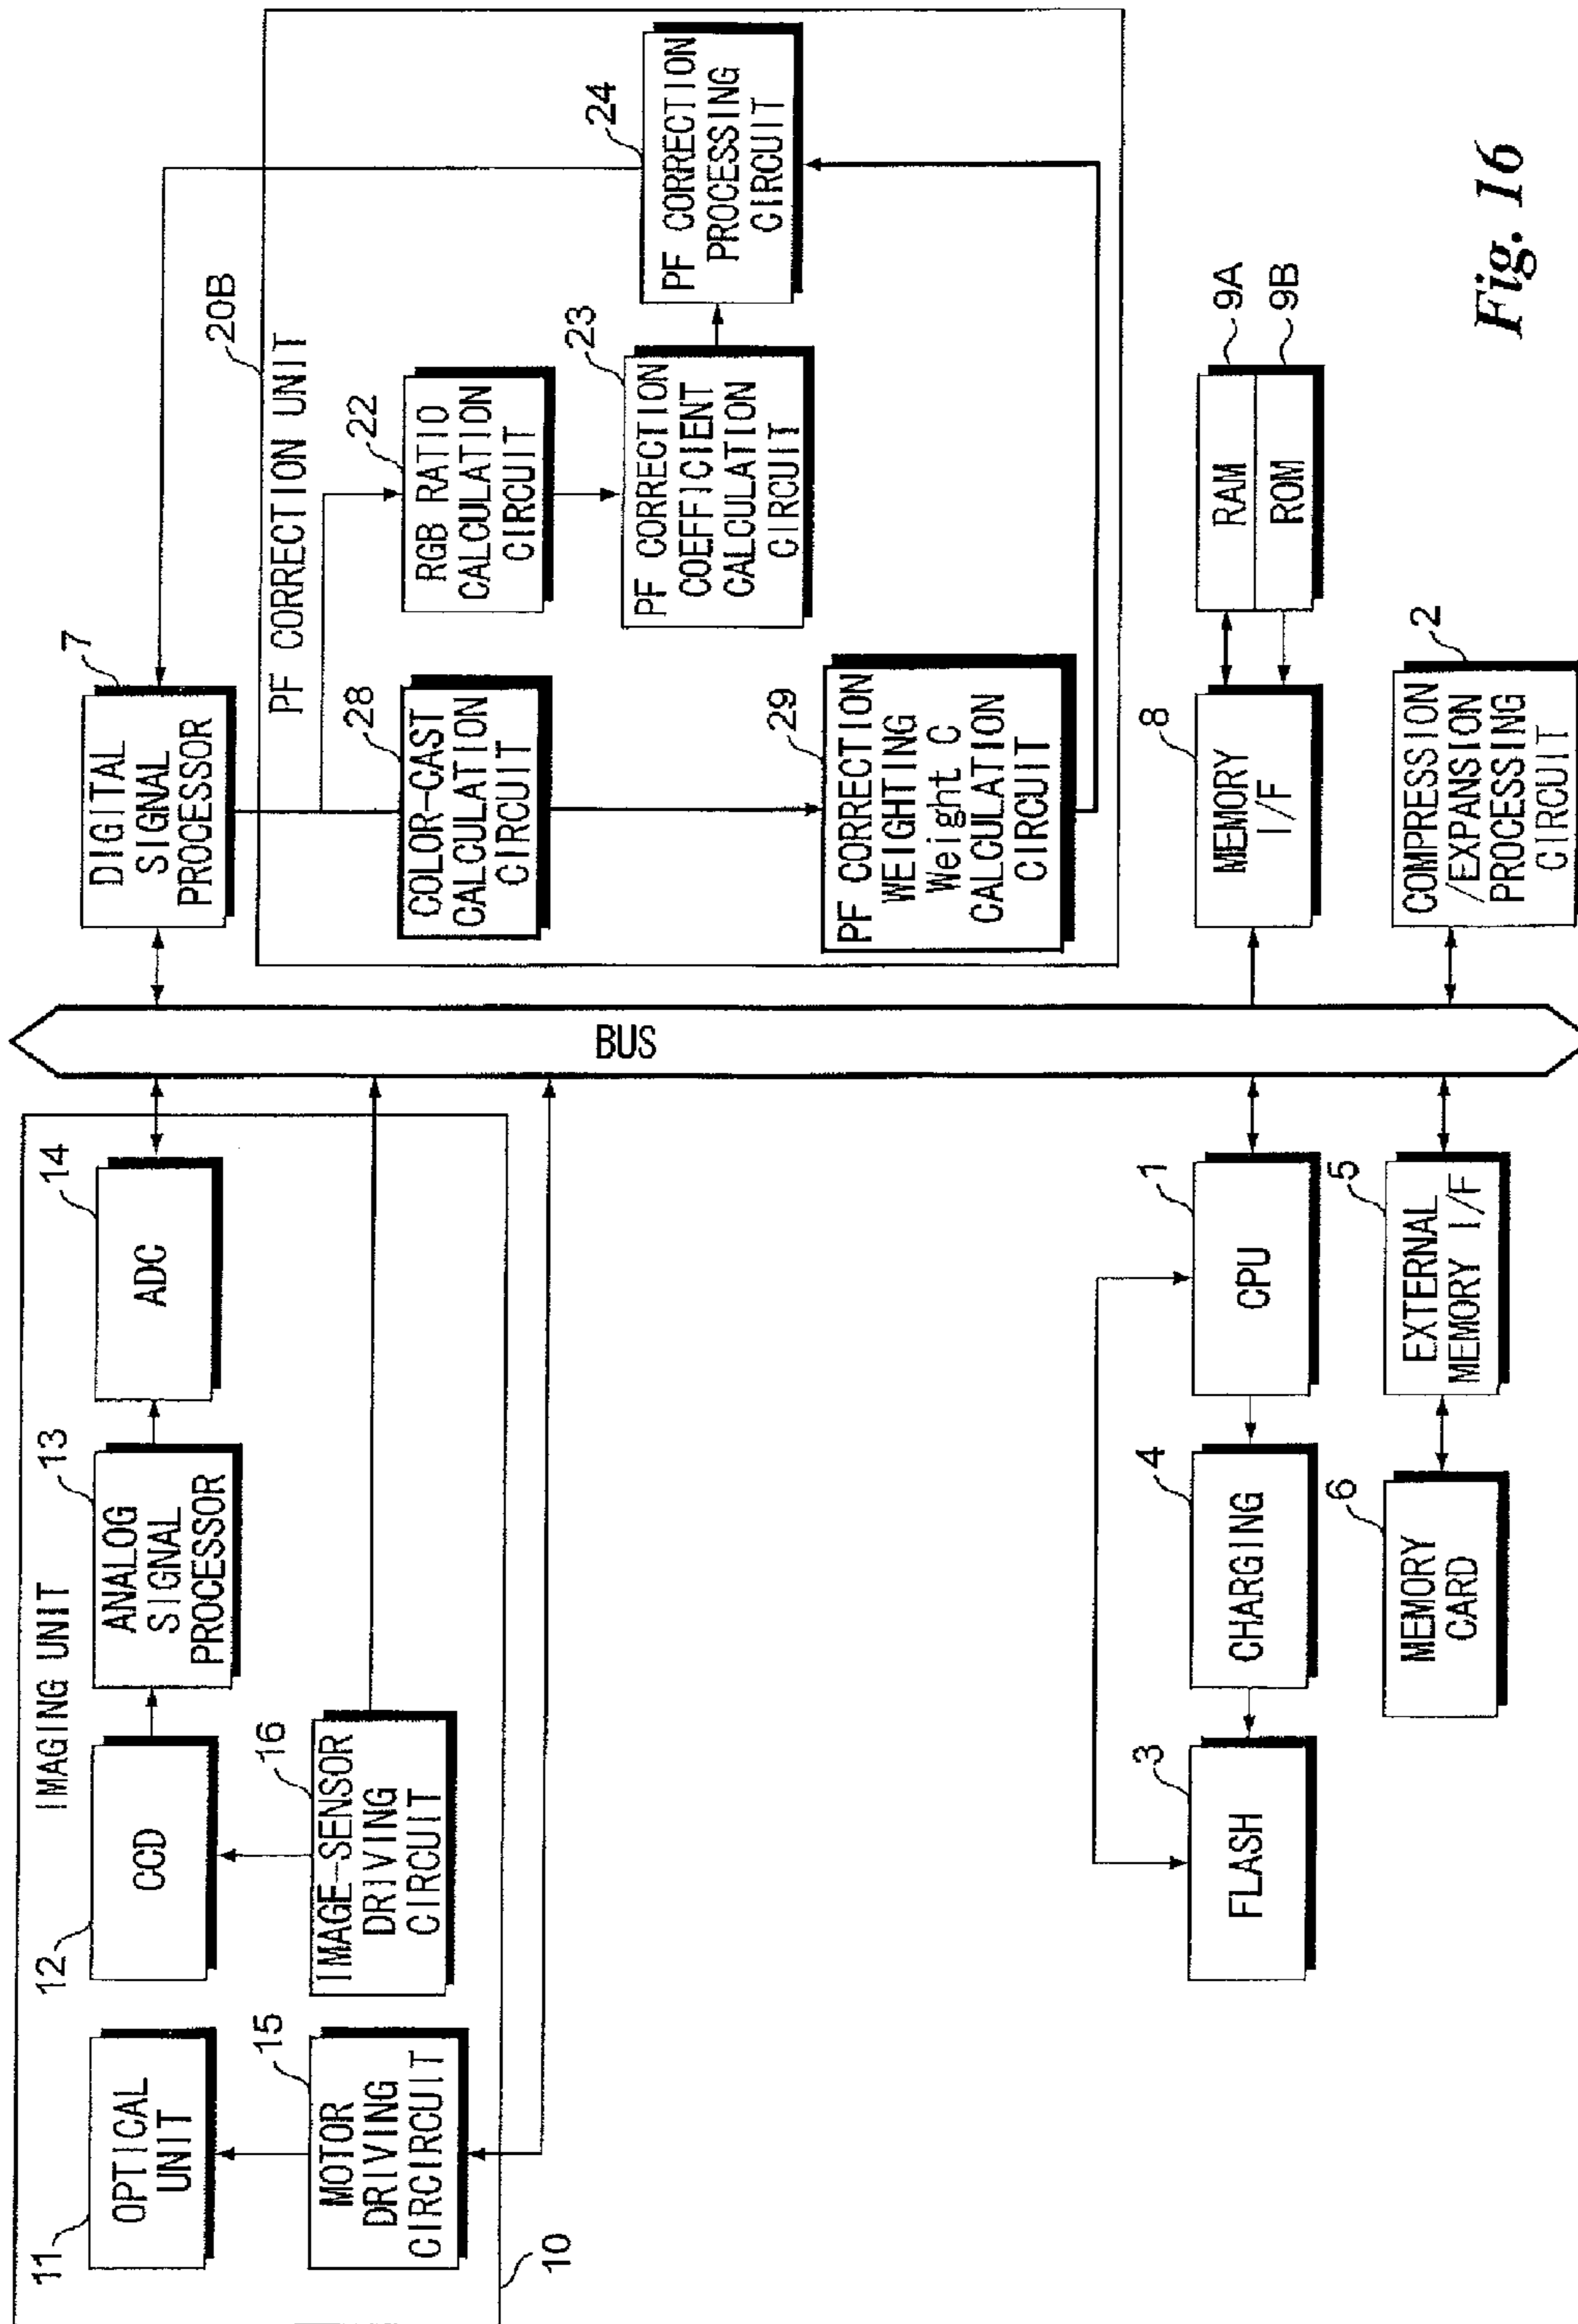 IMAGING UNIT
11
OPTICAL
UNIT
12
CCD
13
ANALOG
SIGNAL
PROCESSOR
14
ADC
15
MOTOR
DRIVING
CIRCIRCUIT
16
IMAGE-SENSOR
DRIVING
CIRCUIT
10
BUS
7
DIGITAL
SIGNAL
PROCESSOR
20B
PF CORRECTION UNIT
28
COLOR-CAST
CALCULATION
CIRCUIT
22
RGB RATIO
CALCULATION
CIRCUIT
23
PF CORRECTION
COEFFICIENT
CALCULATION
CIRCUIT
24
PF CORRECTION
PROCESSING
CIRCUIT
29
PF CORRECTION
WEIGHTING
Weight C
CALCULATION
CIRCUIT
3
FLASH
4
CHARGING
1
CPU
6
MEMORY
CARD
5
EXTERNAL
MEMORY I/F
8
MEMORY
I/F
RAM
9A
ROM
9B
2
COMPRESSION
/EXPANSION
PROCESSING
CIRCUIT
Fig. 16